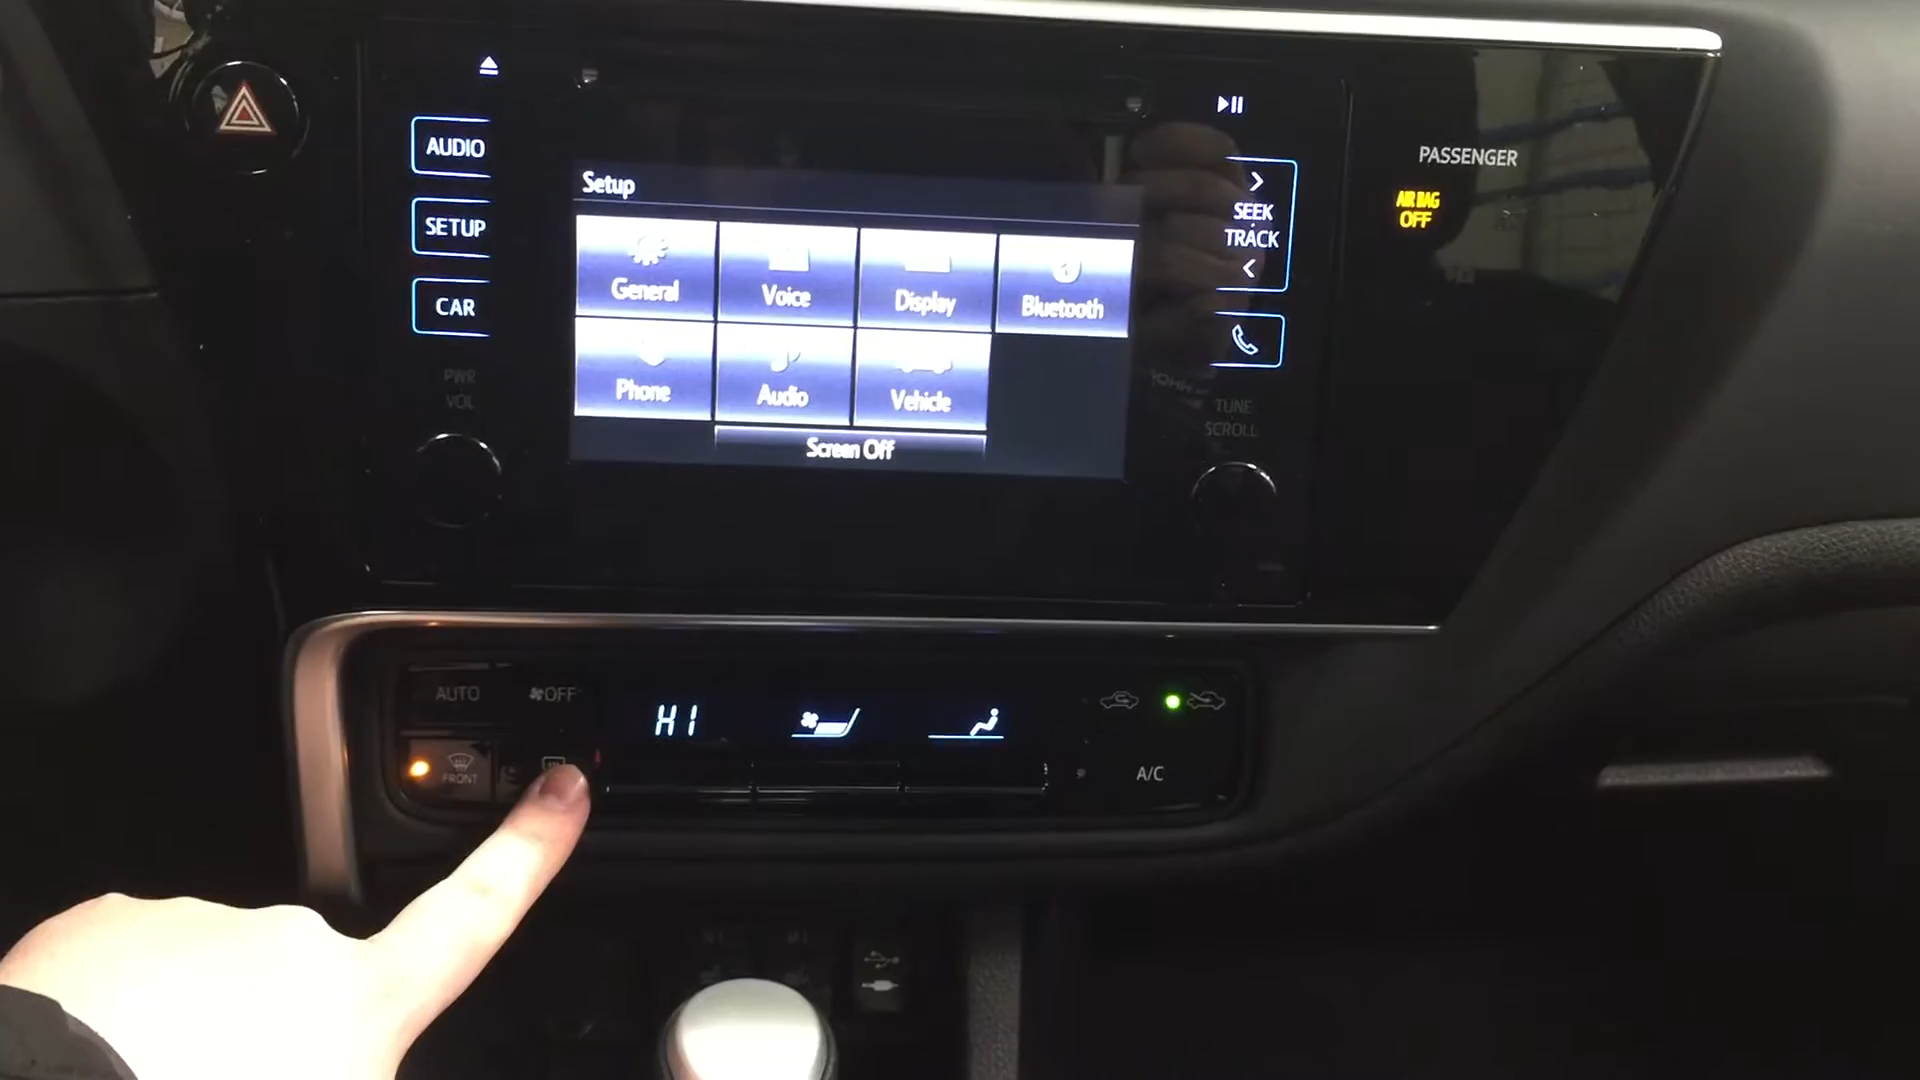 AUDIO
SETUP
CAR
PWR
VOL
Setup
General
Voice
Display
Bluetooth
Phone
Audio
Vehicle
Screen Off
SEEK
TRACK
TUNE
SCROLL
PASSENGER
AIR BAG
OFF
AUTO
OFF
FRONT
HI
A/C